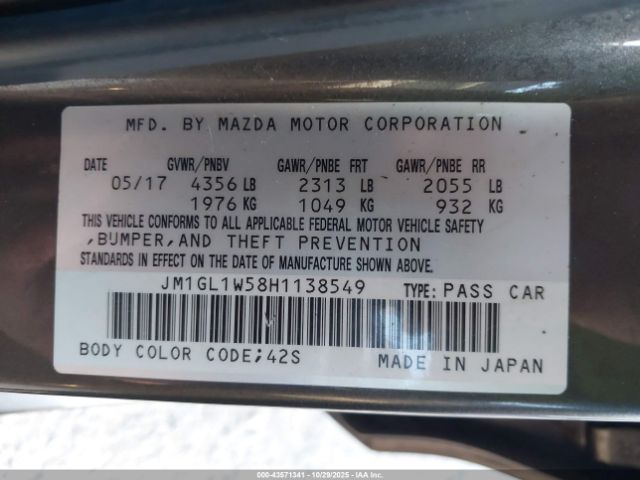 MFD. BY MAZDA MOTOR CORPORATION
DATE GVWR/PNBV GAWR/PNBE FRT GAWR/PNBE RR
05/17 4356 LB 2313 LB 2055 LB
1976 KG 1049 KG 932 KG
THIS VEHICLE CONFORMS TO ALL APPLICABLE FEDERAL MOTOR VEHICLE SAFETY
,BUMPER,AND THEFT PREVENTION
STANDARDS IN EFFECT ON THE DATE OF MANUFACTURE SHOWN ABOVE.
JM1GL1W58H1138549 TYPE: PASS CAR
BODY COLOR CODE;42S MADE IN JAPAN
000-43571341 - 10/29/2025 - IAAI, Inc.